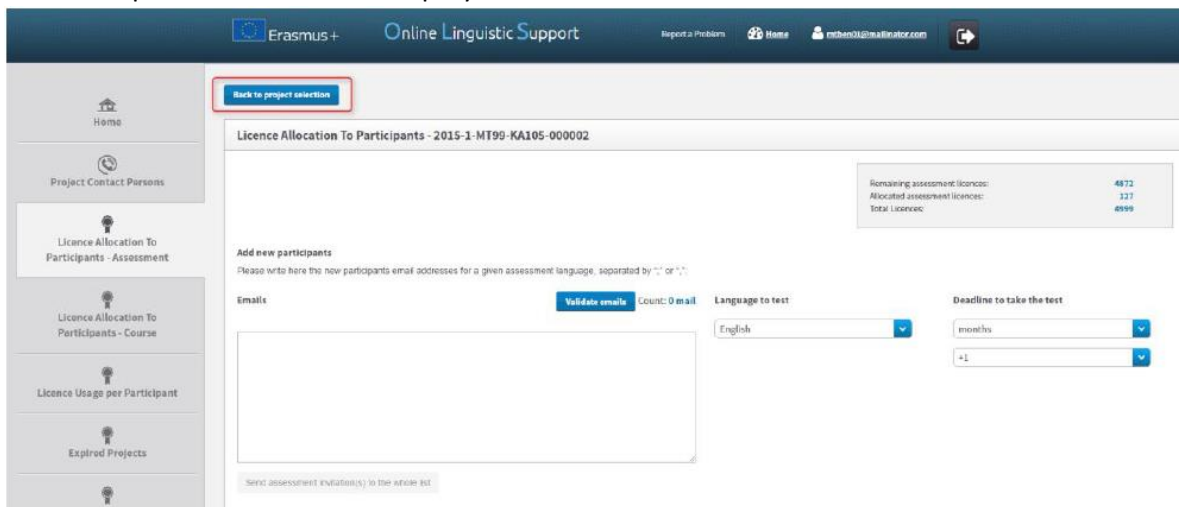 Erasmus+
Online Linguistic Support
Report a Problem
Home
mtben01@mailinator.com
Home
Project Contact Persons
Licence Allocation To
Participants - Assessment
Licence Allocation To
Participants - Course
Licence Usage per Participant
Expired Projects
Back to project selection
Licence Allocation To Participants - 2015-1-MT99-KA105-000002
Remaining assessment licences: 4872
Allocated assessment licences: 127
Total Licences: 4999
Add new participants
Please write here the new participants email addresses for a given assessment language, separated by ";" or ",":
Emails
Validate emails
Count: 0 mail
Language to test
Deadline to take the test
English
months
+1
Send assessment invitation(s) to the whole list